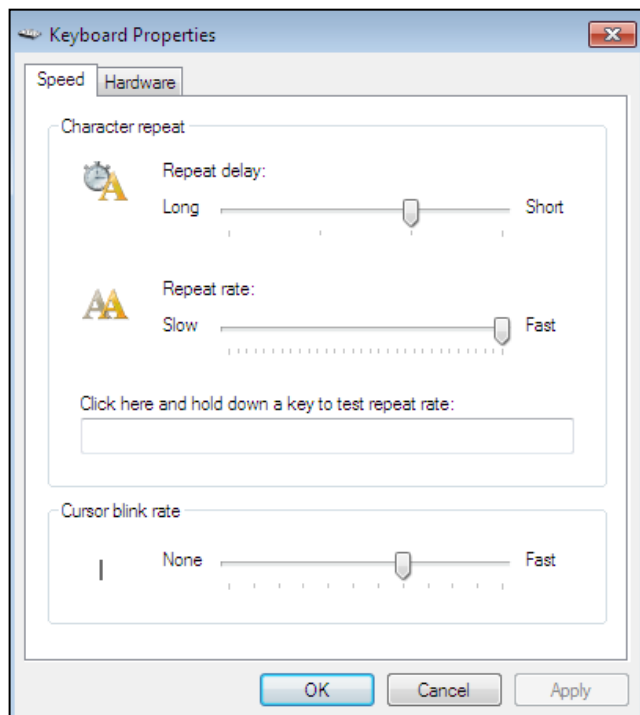 Keyboard Properties
Speed Hardware
Character repeat
Repeat delay:
Long Short
Repeat rate:
Slow Fast
Click here and hold down a key to test repeat rate:
Cursor blink rate
None Fast
OK Cancel Apply